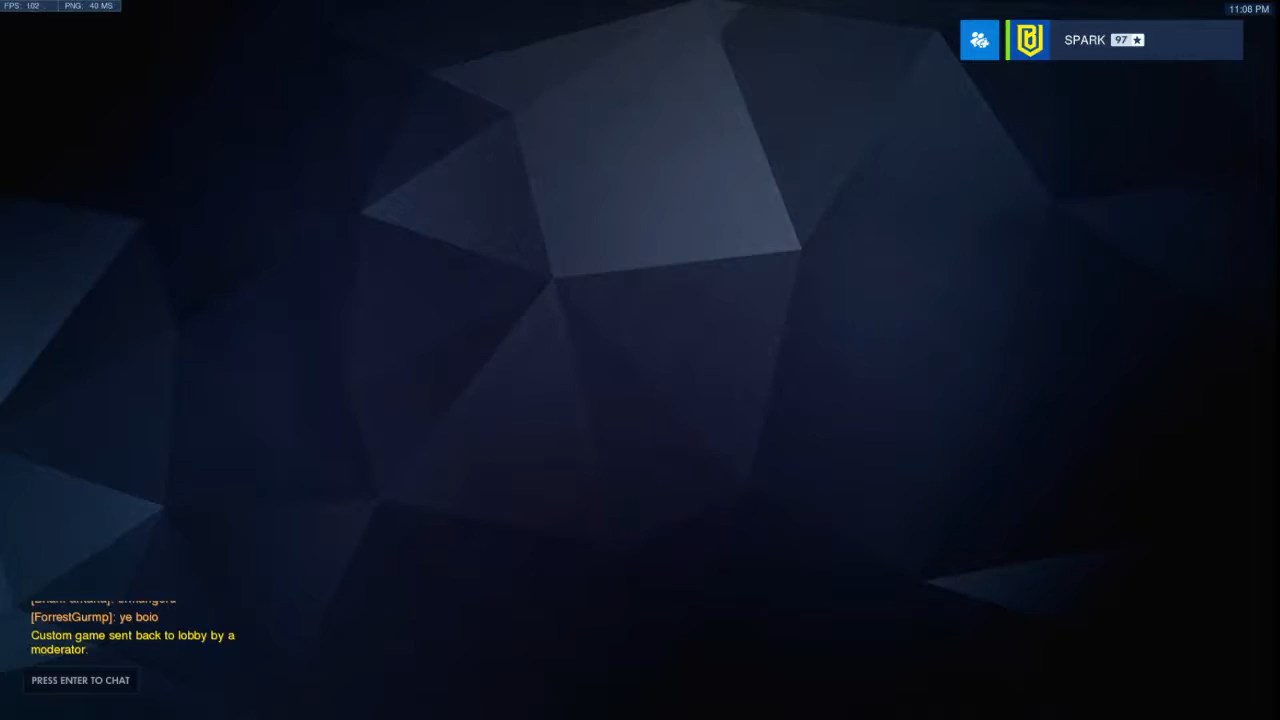 FPS: 102
PNG: 40 MS
11:08 PM
SPARK 97 ★
[ForrestGurmp]: ye boio
Custom game sent back to lobby by a
moderator.
PRESS ENTER TO CHAT